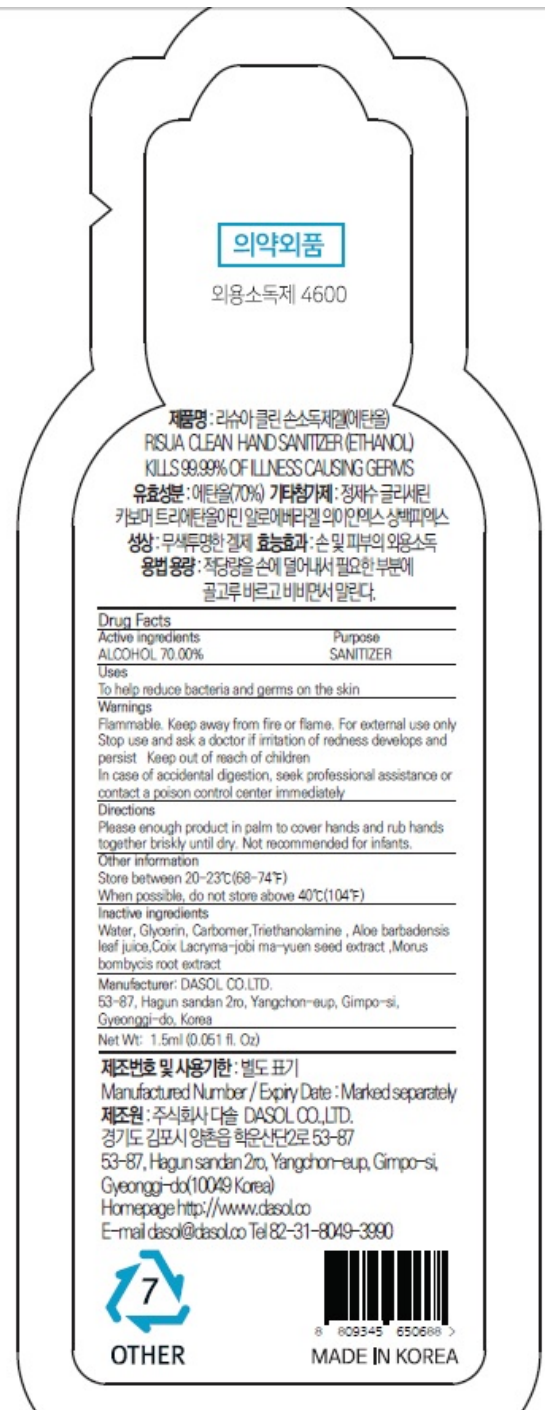 의약외품
외용소독제 4600
제품명 : 리슈아 클린 손소독제겔(에탄올)
RISUA CLEAN HAND SANITIZER (ETHANOL)
KILLS 99.99% OF ILLNESS CAUSING GERMS
유효성분 : 에탄올(70%) 기타첨가제 : 정제수 글리세린
카보머 트리에탄올아민 알로에베라겔 의이인엑스 상백피엑스
성상 : 무색투명한 겔제 효능효과 : 손 및 피부의 외용소독
용법 용량 : 적당량을 손에 덜어내서 필요한 부분에
골고루 바르고 비비면서 말린다.
Drug Facts
Active ingredients Purpose
ALCOHOL 70.00% SANITIZER
Uses
To help reduce bacteria and germs on the skin
Warnings
Flammable. Keep away from fire or flame. For external use only
Stop use and ask a doctor if irritation of redness develops and
persist Keep out of reach of children
In case of accidental digestion, seek professional assistance or
contact a poison control center immediately
Directions
Please enough product in palm to cover hands and rub hands
together briskly until dry. Not recommended for infants.
Other information
Store between 20-23℃(68-74℉)
When possible, do not store above 40℃(104℉)
Inactive ingredients
Water, Glycerin, Carbomer,Triethanolamine , Aloe barbadensis
leaf juice,Coix Lacryma-jobi ma-yuen seed extract ,Morus
bombycis root extract
Manufacturer: DASOL CO.LTD.
53-87, Hagun sandan 2ro, Yangchon-eup, Gimpo-si,
Gyeonggi-do, Korea
Net Wt: 1.5ml (0.051 fl. Oz)
제조번호 및 사용기한 : 별도 표기
Manufactured Number / Expiry Date : Marked separately
제조원 : 주식회사 다솔 DASOL CO.,LTD.
경기도 김포시 양촌읍 학운산단2로 53-87
53-87, Hagun sandan 2ro, Yangchon-eup, Gimpo-si,
Gyeonggi-do(10049 Korea)
Homepage http://www.dasol.co
E-mail dasol@dasol.co Tel 82-31-8049-3990
7
OTHER
8 809345 650688 >
MADE IN KOREA